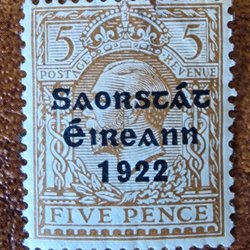 5 5
POSTAGE REVENUE
Saorstát
Éireann
1922
FIVE PENCE